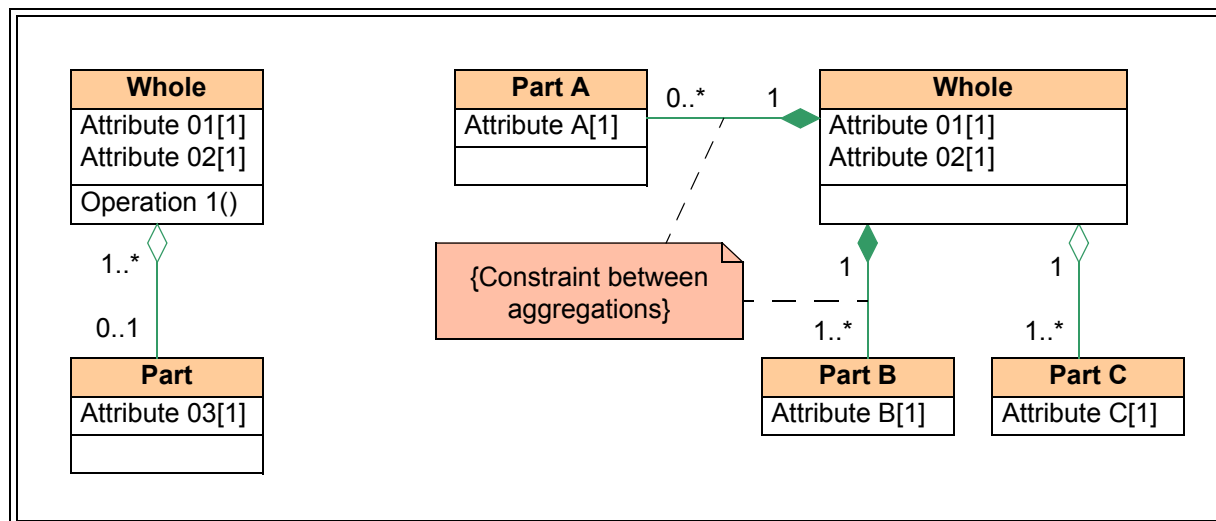 Whole
Attribute 01[1]
Attribute 02[1]
Operation 1()
1..*
0..1
Part
Attribute 03[1]
Part A
Attribute A[1]
0..*
1
Whole
Attribute 01[1]
Attribute 02[1]
{Constraint between
aggregations}
1
1..*
Part B
Attribute B[1]
1
1..*
Part C
Attribute C[1]